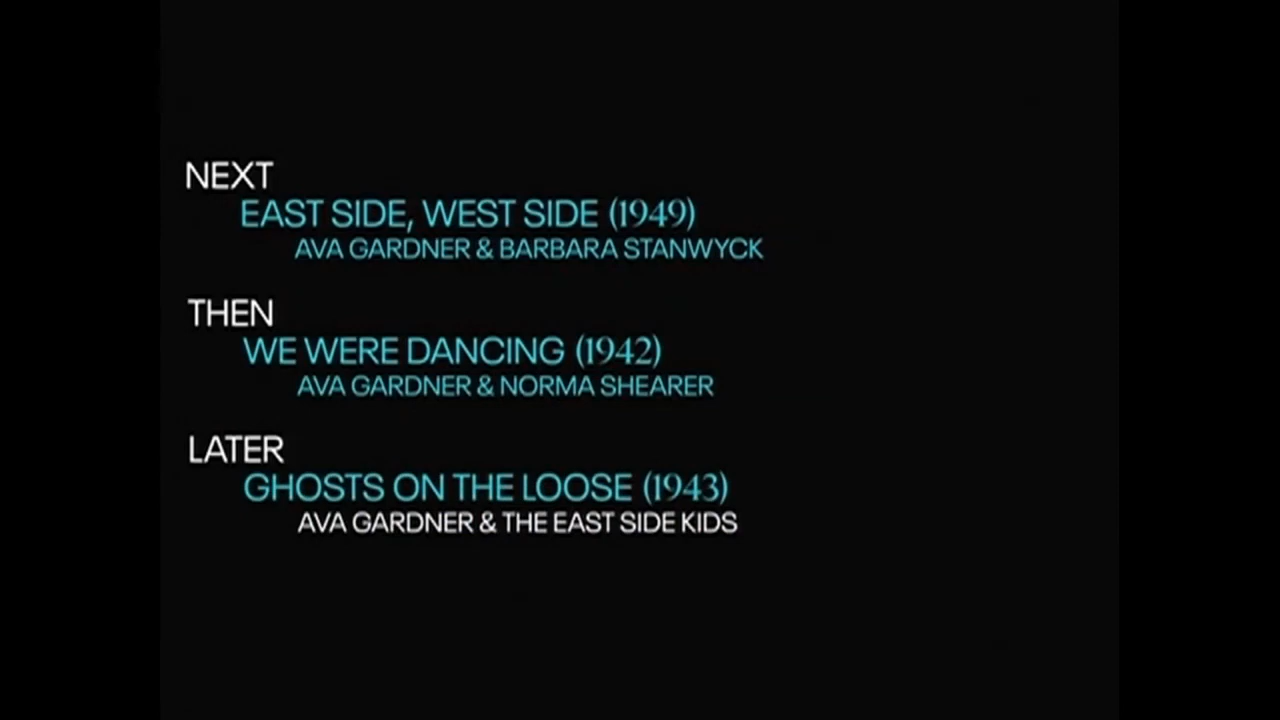 NEXT
EAST SIDE, WEST SIDE (1949)
AVA GARDNER & BARBARA STANWYCK
THEN
WE WERE DANCING (1942)
AVA GARDNER & NORMA SHEARER
LATER
GHOSTS ON THE LOOSE (1943)
AVA GARDNER & THE EAST SIDE KIDS